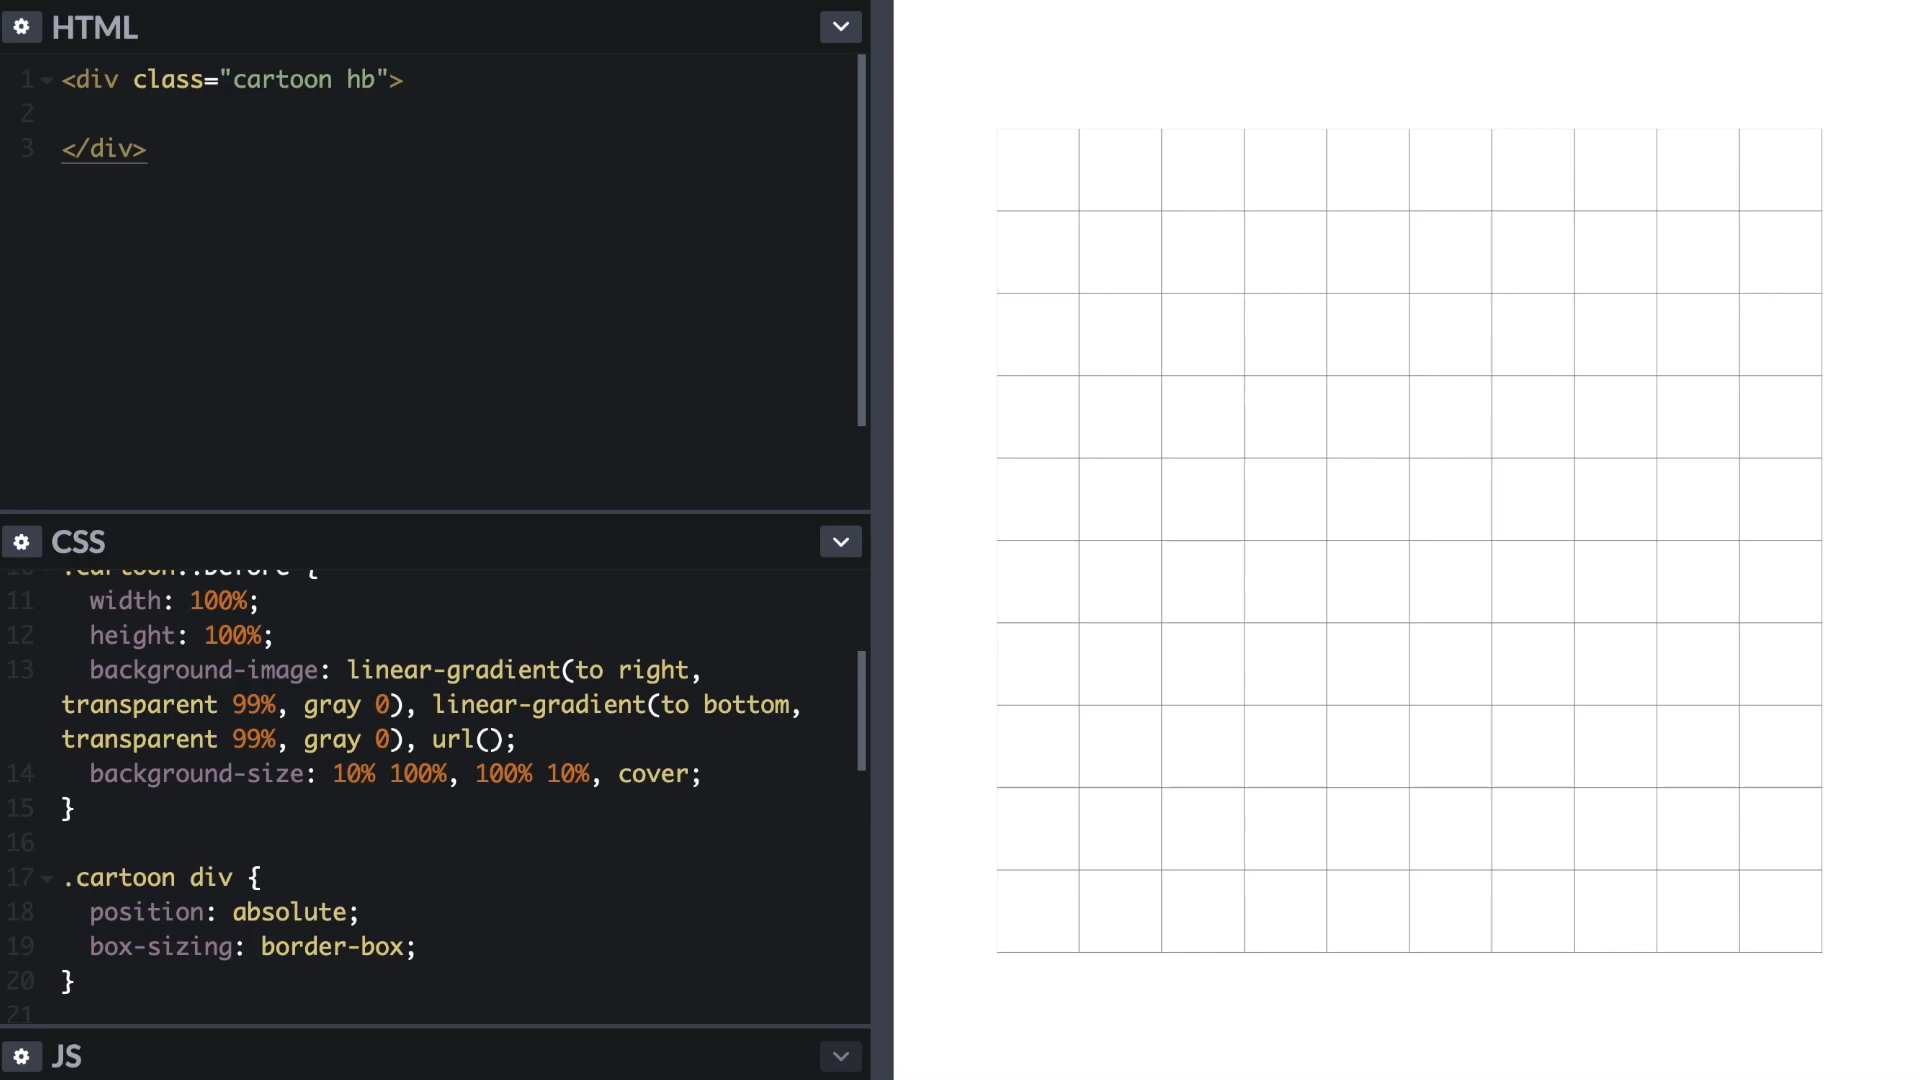 HTML
1 <div class="cartoon hb">
2
3 </div>
CSS
10 .cartoon::before {
11 width: 100%;
12 height: 100%;
13 background-image: linear-gradient(to right,
transparent 99%, gray 0), linear-gradient(to bottom,
transparent 99%, gray 0), url();
14 background-size: 10% 100%, 100% 10%, cover;
15 }
16
17 .cartoon div {
18 position: absolute;
19 box-sizing: border-box;
20 }
21
JS